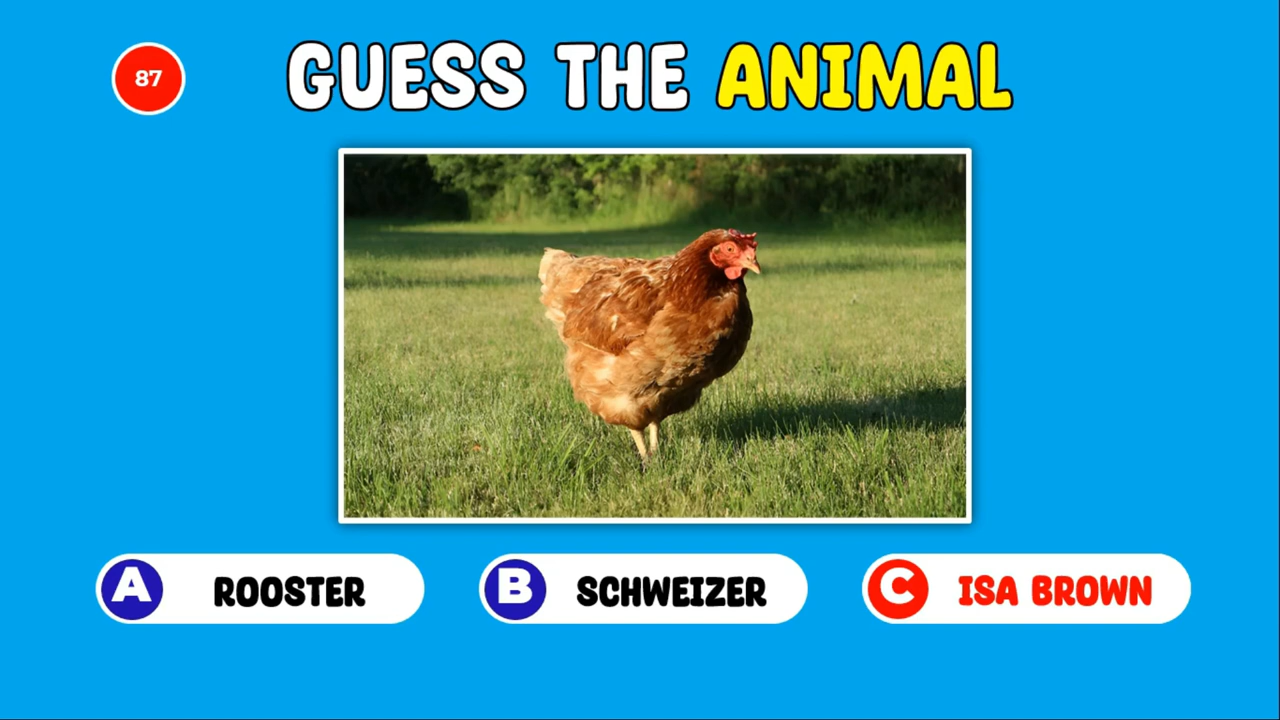 87
GUESS THE ANIMAL
A ROOSTER
B SCHWEIZER
C ISA BROWN